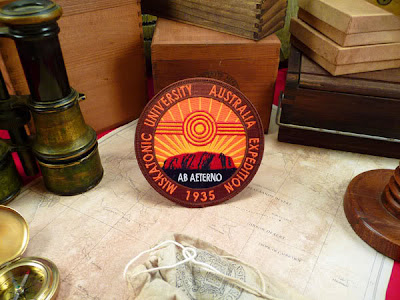 MISKATONIC UNIVERSITY AUSTRALIA EXPEDITION
AB AETERNO
1935